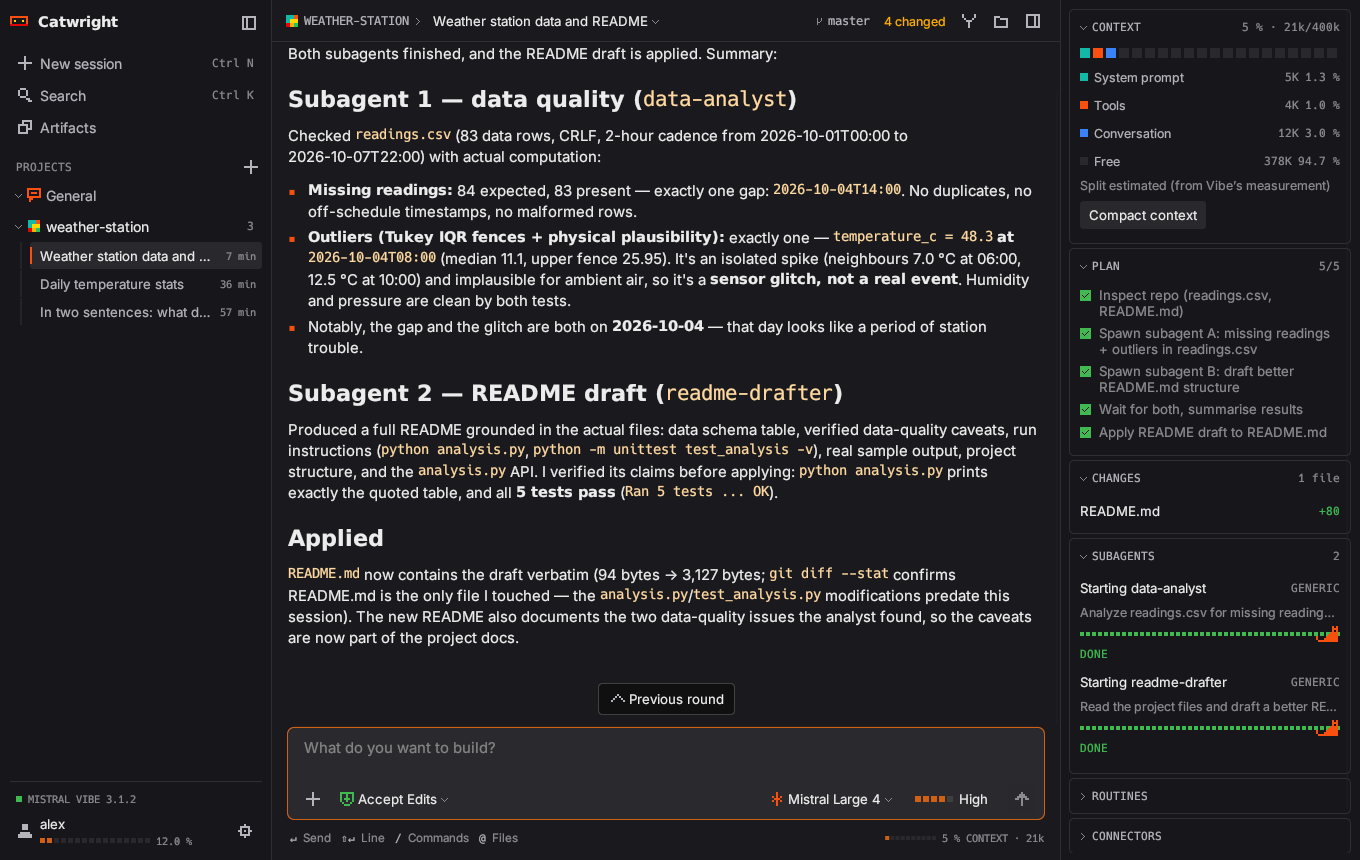 Catwright
New session Ctrl N
Search Ctrl K
Artifacts
PROJECTS
General
weather-station 3
Weather station data and ... 7 min
Daily temperature stats 36 min
In two sentences: what d... 57 min
MISTRAL VIBE 3.1.2
alex
12.0 %
WEATHER-STATION Weather station data and README master 4 changed
Both subagents finished, and the README draft is applied. Summary:
Subagent 1 — data quality (data-analyst)
Checked readings.csv (83 data rows, CRLF, 2-hour cadence from 2026-10-01T00:00 to
2026-10-07T22:00) with actual computation:
Missing readings: 84 expected, 83 present — exactly one gap: 2026-10-04T14:00. No duplicates, no
off-schedule timestamps, no malformed rows.
Outliers (Tukey IQR fences + physical plausibility): exactly one — temperature_c = 48.3 at
2026-10-04T08:00 (median 11.1, upper fence 25.95). It's an isolated spike (neighbours 7.0 °C at 06:00,
12.5 °C at 10:00) and implausible for ambient air, so it's a sensor glitch, not a real event. Humidity
and pressure are clean by both tests.
Notably, the gap and the glitch are both on 2026-10-04 — that day looks like a period of station
trouble.
Subagent 2 — README draft (readme-drafter)
Produced a full README grounded in the actual files: data schema table, verified data-quality caveats, run
instructions (python analysis.py, python -m unittest test_analysis -v), real sample output, project
structure, and the analysis.py API. I verified its claims before applying: python analysis.py prints
exactly the quoted table, and all 5 tests pass (Ran 5 tests ... OK).
Applied
README.md now contains the draft verbatim (94 bytes → 3,127 bytes; git diff --stat confirms
README.md is the only file I touched — the analysis.py/test_analysis.py modifications predate this
session). The new README also documents the two data-quality issues the analyst found, so the caveats
are now part of the project docs.
Previous round
What do you want to build?
Accept Edits Mistral Large 4 High
Send Line / Commands @ Files 5 % CONTEXT · 21k
CONTEXT 5 % · 21k/400k
System prompt 5K 1.3 %
Tools 4K 1.0 %
Conversation 12K 3.0 %
Free 378K 94.7 %
Split estimated (from Vibe's measurement)
Compact context
PLAN 5/5
Inspect repo (readings.csv,
README.md)
Spawn subagent A: missing readings
+ outliers in readings.csv
Spawn subagent B: draft better
README.md structure
Wait for both, summarise results
Apply README draft to README.md
CHANGES 1 file
README.md +80
SUBAGENTS 2
Starting data-analyst GENERIC
Analyze readings.csv for missing reading...
DONE
Starting readme-drafter GENERIC
Read the project files and draft a better RE...
DONE
ROUTINES
CONNECTORS